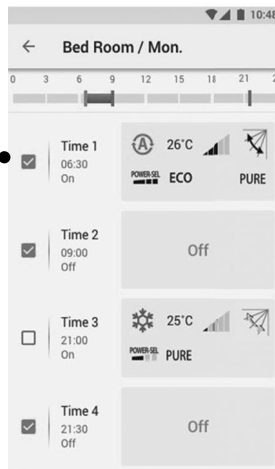 10:48
Bed Room / Mon.
0 3 6 9 12 15 18 21
Time 1
06:30
On
A 26°C
POWER-SEL ECO PURE
Time 2
09:00
Off
Off
Time 3
21:00
On
25°C
POWER-SEL PURE
Time 4
21:30
Off
Off